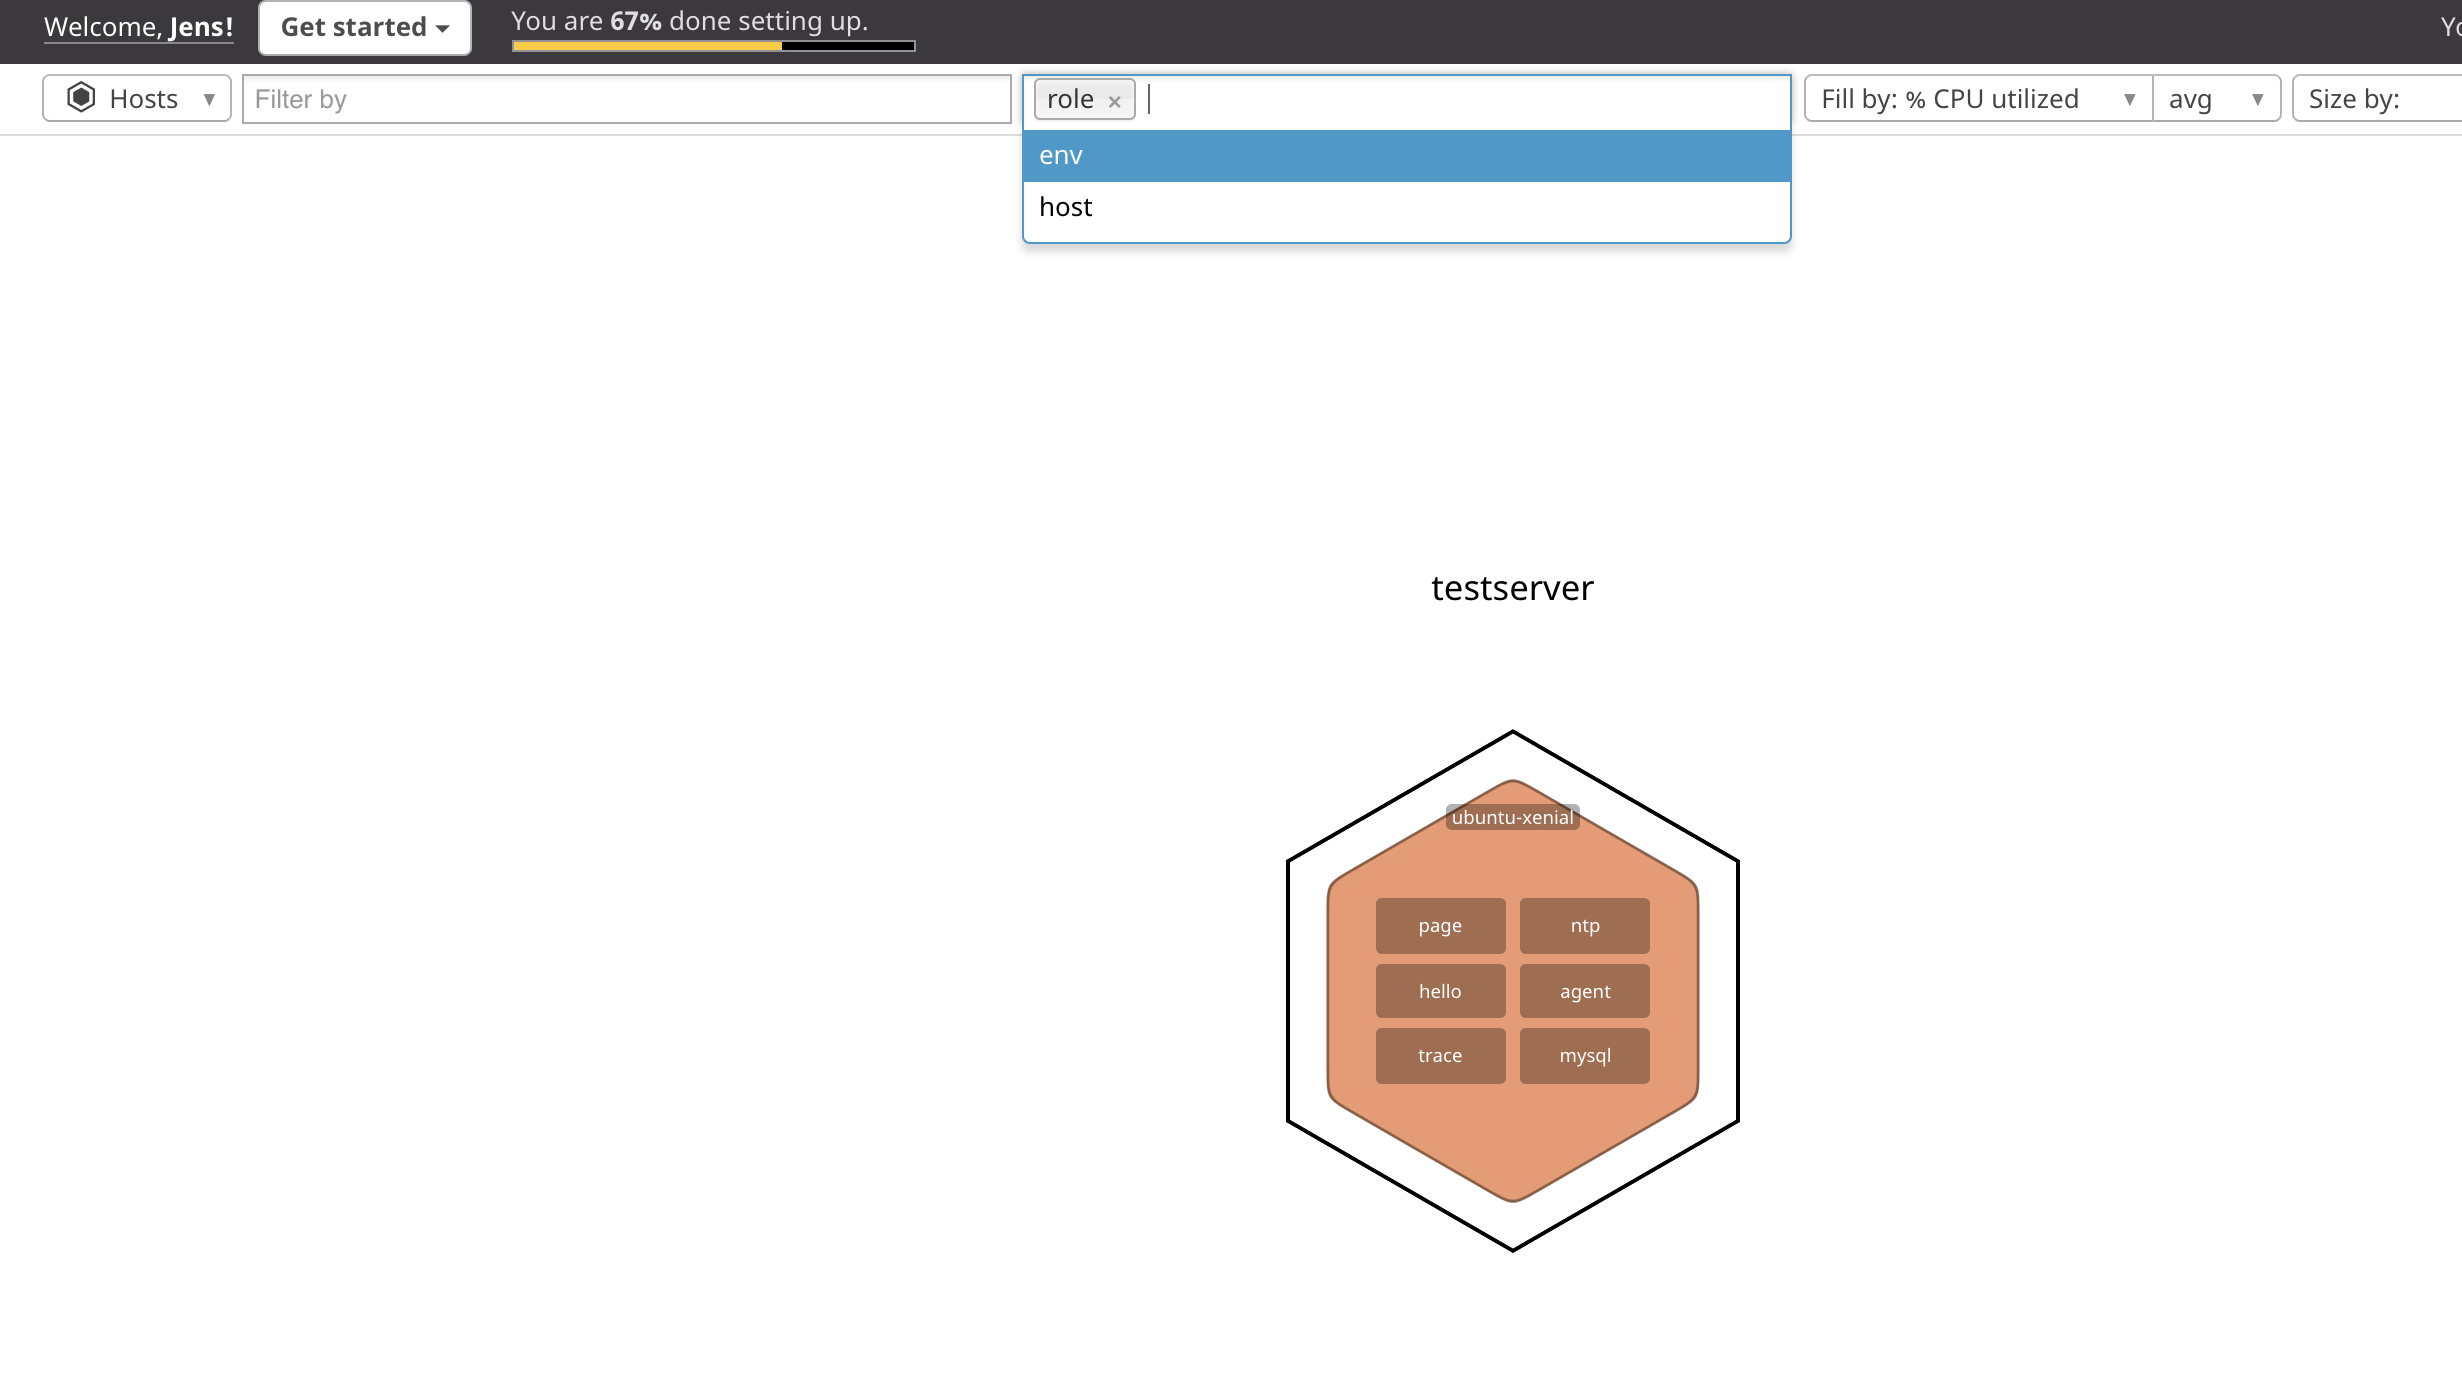 Welcome, Jens!
Get started
You are 67% done setting up.
Yo
Hosts
Filter by
role ×
Fill by: % CPU utilized
avg
Size by:
env
host
testserver
ubuntu-xenial
page ntp
hello agent
trace mysql